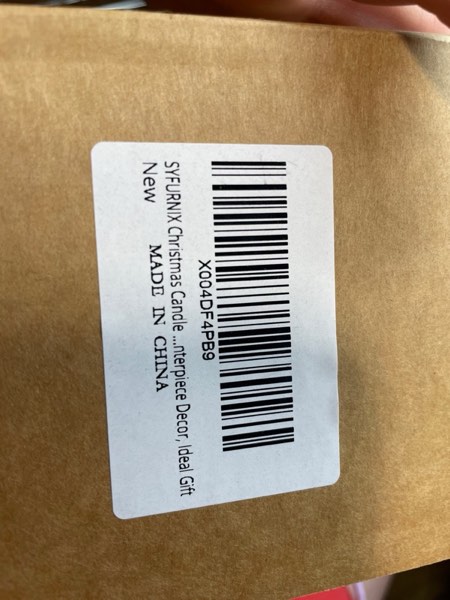 X004DF4PB9
SYFURNIX Christmas Candle ...nterpiece Decor, Ideal Gift
New
MADE IN CHINA